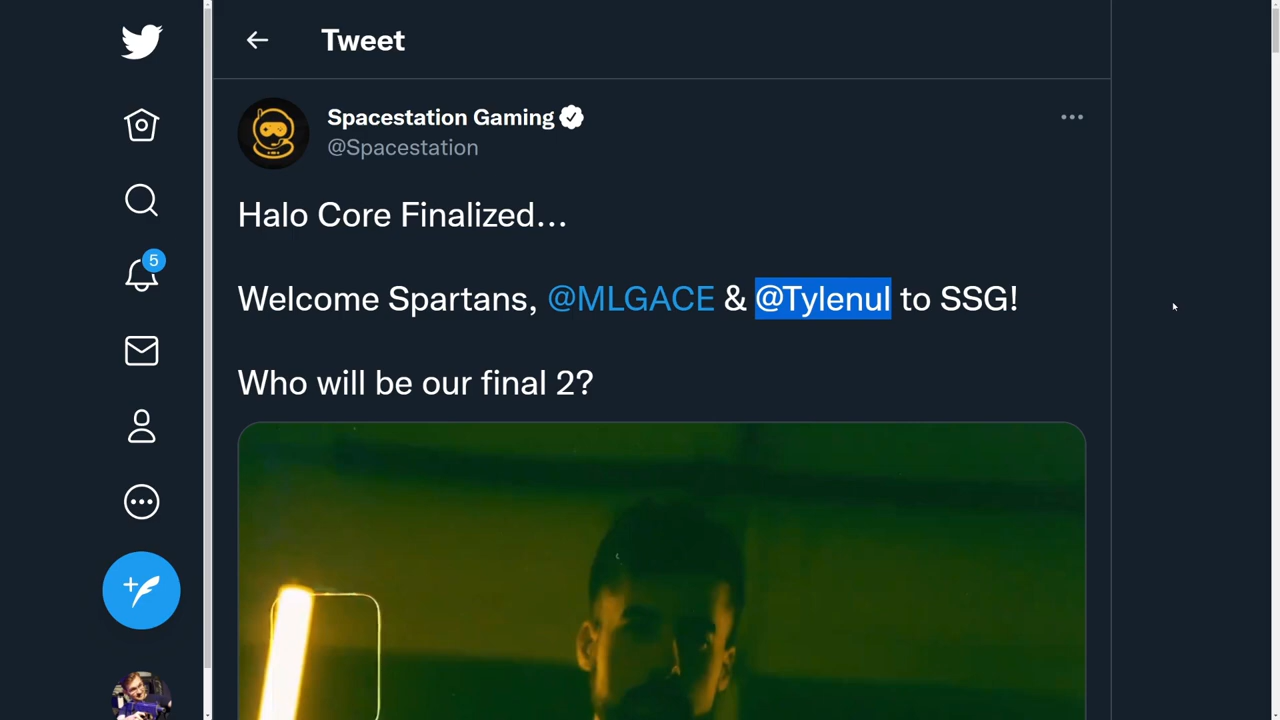 Tweet
Spacestation Gaming
@Spacestation
Halo Core Finalized...
5
Welcome Spartans, @MLGACE & @Tylenul to SSG!
Who will be our final 2?